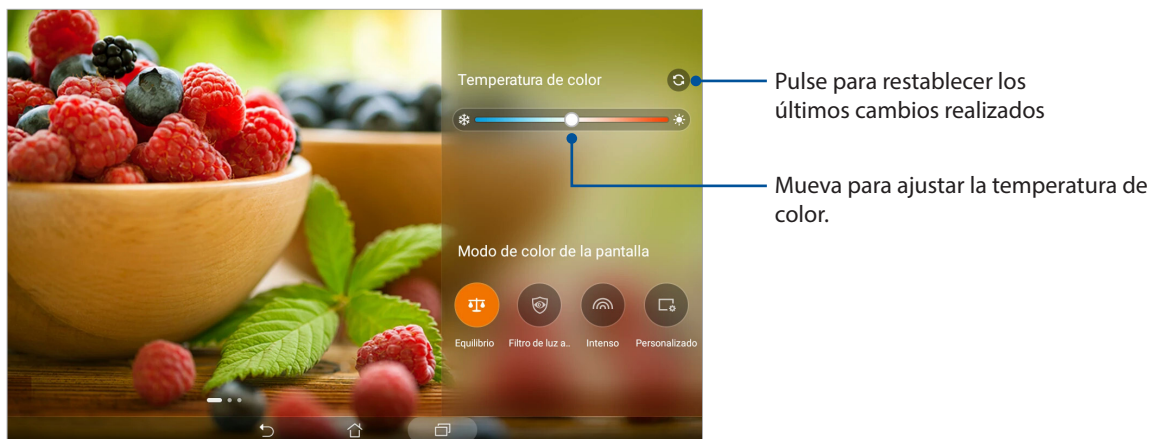 Temperatura de color
Pulse para restablecer los
últimos cambios realizados
Mueva para ajustar la temperatura de
color.
Modo de color de la pantalla
Equilibrio Filtro de luz a.. Intenso Personalizado